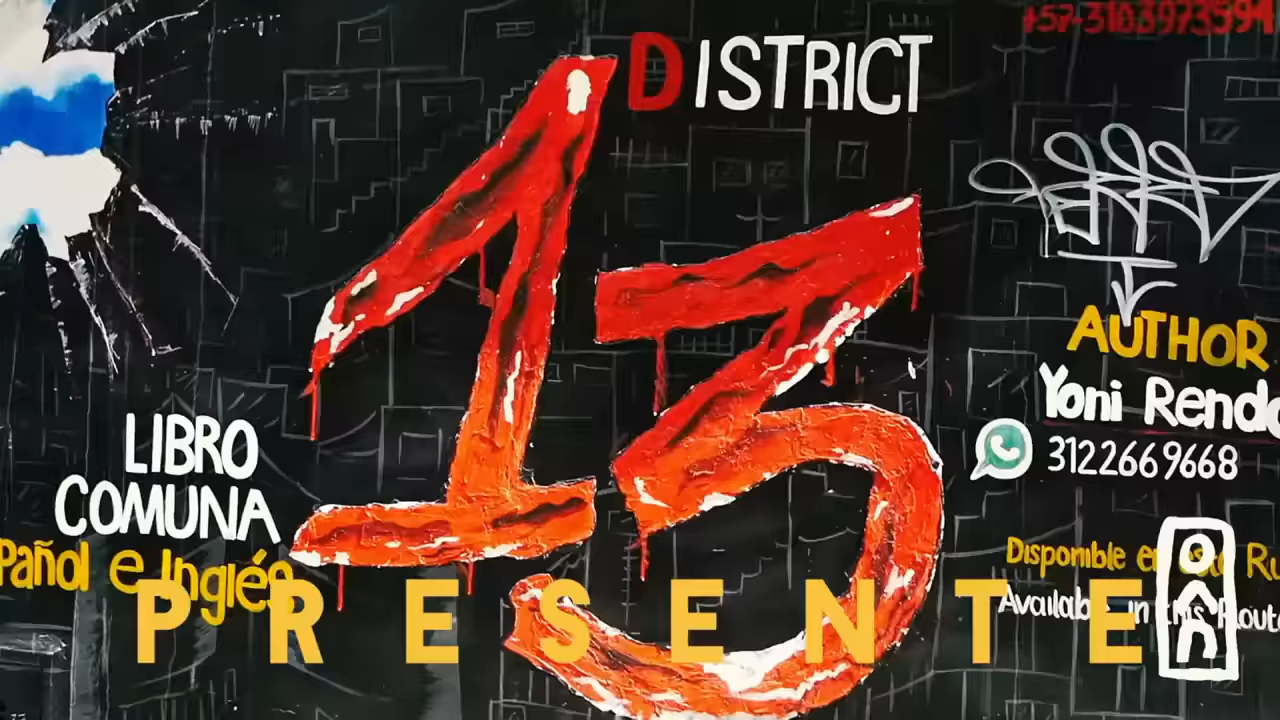 +57-3103973594
DISTRICT
13
AUTHOR
Yoni Rendo
3122669668
LIBRO
COMUNA
Pañol e Inglés
Disponible en
Available in this Route
PRESENTE